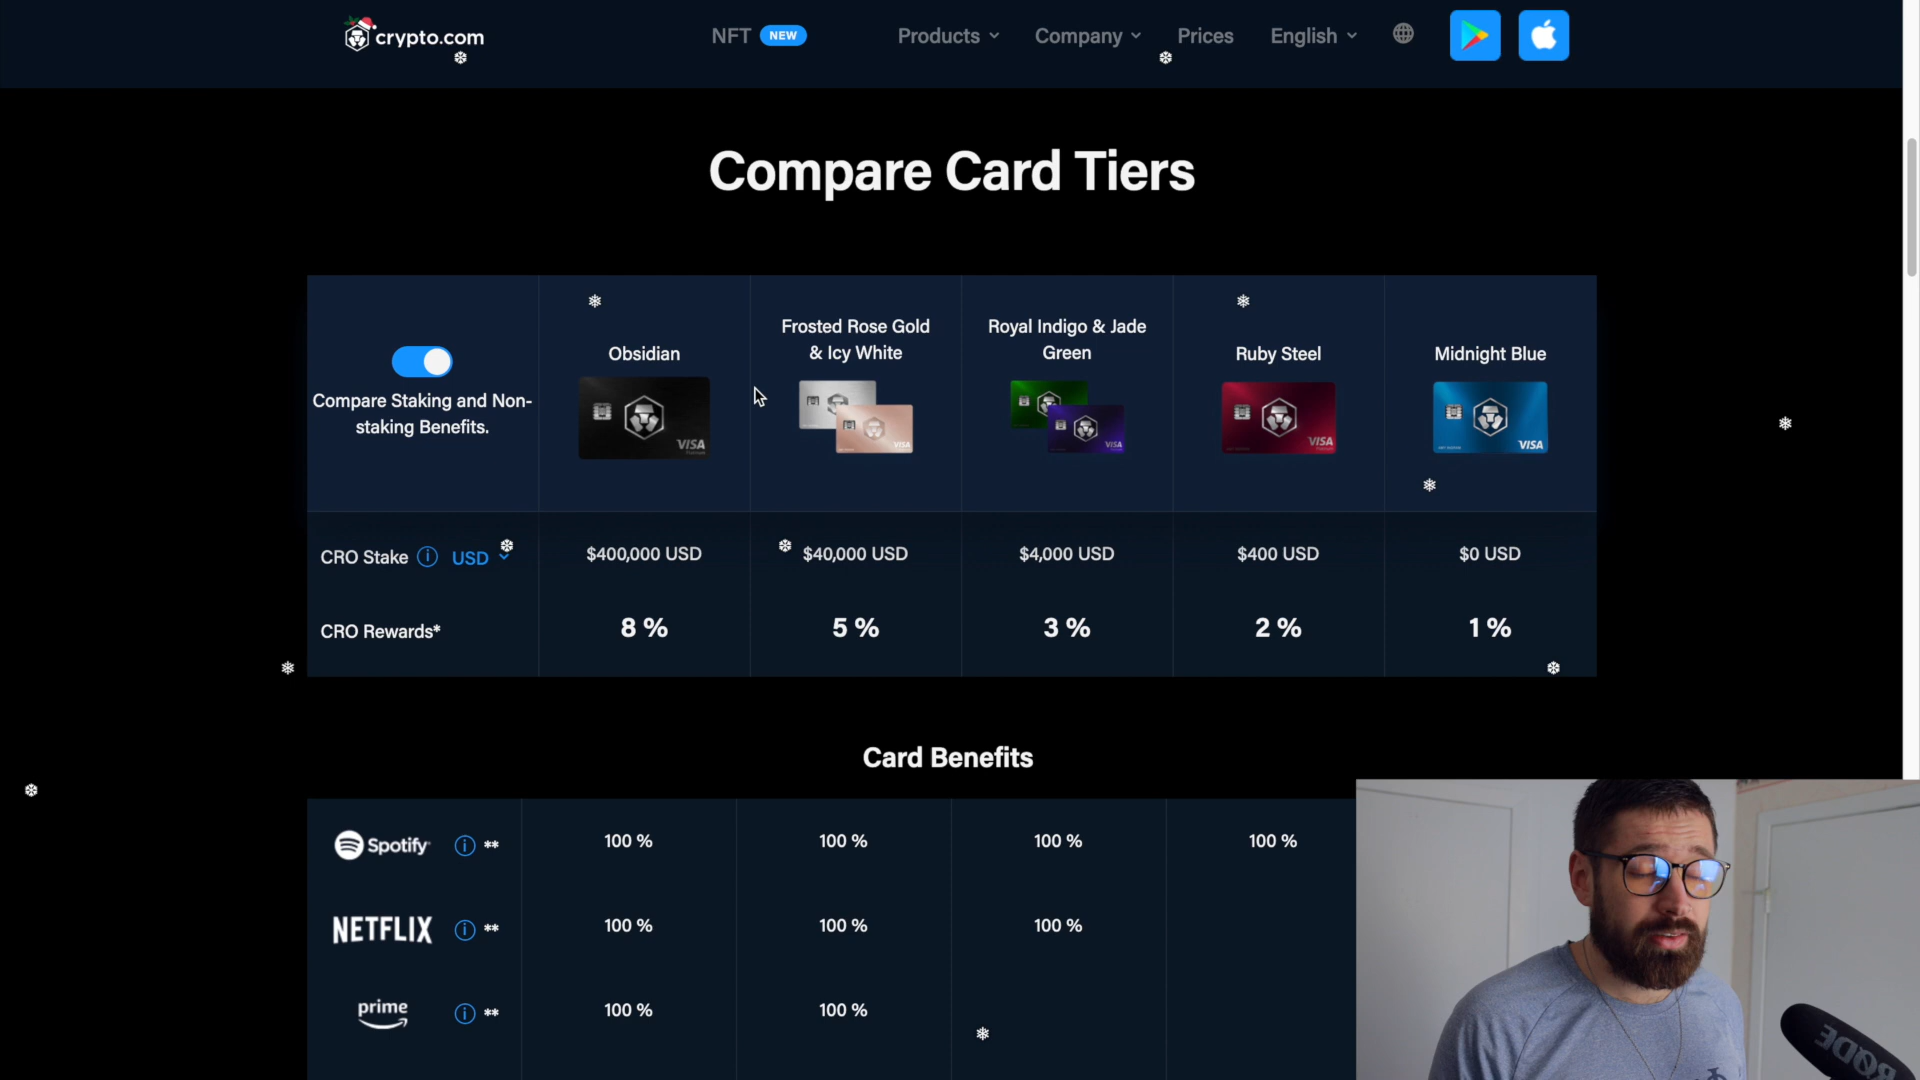 crypto.com
NFT NEW Products Company Prices English
Compare Card Tiers
Compare Staking and Non-
staking Benefits.
Obsidian
Frosted Rose Gold
& Icy White
Royal Indigo & Jade
Green
Ruby Steel
Midnight Blue
VISA
VISA
VISA
VISA
VISA
CRO Stake USD $400,000 USD $40,000 USD $4,000 USD $400 USD $0 USD
CRO Rewards* 8 % 5 % 3 % 2 % 1 %
Card Benefits
Spotify ** 100 % 100 % 100 % 100 %
NETFLIX ** 100 % 100 % 100 %
prime ** 100 % 100 %
RØDE